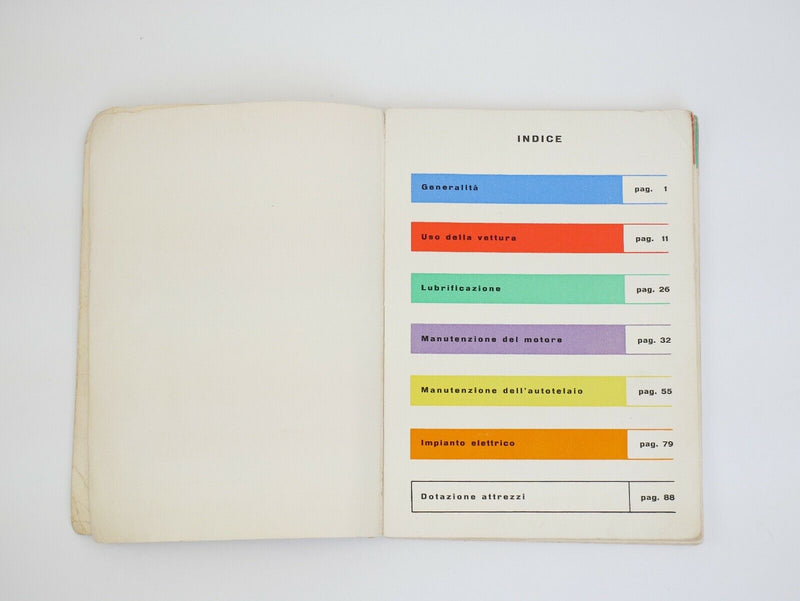 INDICE
Generalità pag. 1
Uso della vettura pag. 11
Lubrificazione pag. 26
Manutenzione del motore pag. 32
Manutenzione dell'autotelaio pag. 55
Impianto elettrico pag. 79
Dotazione attrezzi pag. 88